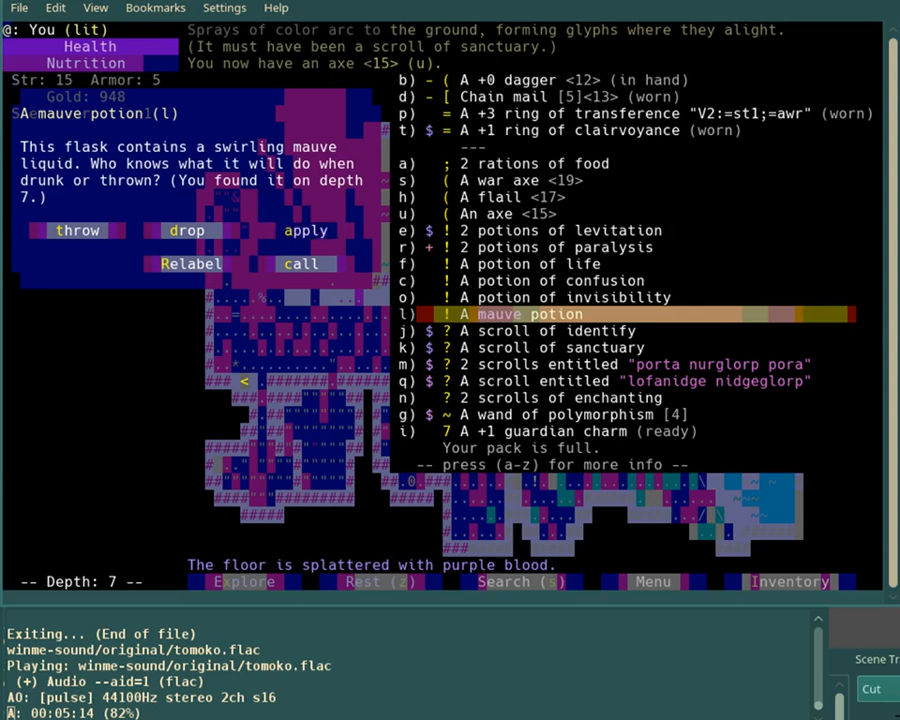 File Edit View Bookmarks Settings Help
@: You (lit)
Health
Nutrition
Str: 15 Armor: 5
Gold: 948
Sprays of color arc to the ground, forming glyphs where they alight.
(It must have been a scroll of sanctuary.)
You now have an axe <15> (u).
A mauve potion (l)
This flask contains a swirling mauve
liquid. Who knows what it will do when
drunk or thrown? (You found it on depth
7.)
throw drop apply
Relabel call
b) - ( A +0 dagger <12> (in hand)
d) - [ Chain mail [5]<13> (worn)
p) = A +3 ring of transference "V2:=st1;=awr" (worn)
t) $ = A +1 ring of clairvoyance (worn)
---
a) ; 2 rations of food
s) ( A war axe <19>
h) ( A flail <17>
u) ( An axe <15>
e) $ ! 2 potions of levitation
r) + ! 2 potions of paralysis
f) ! A potion of life
c) ! A potion of confusion
o) ! A potion of invisibility
l) ! A mauve potion
j) $ ? A scroll of identify
k) $ ? A scroll of sanctuary
m) $ ? 2 scrolls entitled "porta nurglorp pora"
q) $ ? A scroll entitled "lofanidge nidgeglorp"
n) ? 2 scrolls of enchanting
g) $ ~ A wand of polymorphism [4]
i) 7 A +1 guardian charm (ready)
Your pack is full.
-- press (a-z) for more info --
The floor is splattered with purple blood.
-- Depth: 7 -- Explore Rest (z) Search (s) Menu Inventory
Exiting... (End of file)
winme-sound/original/tomoko.flac
Playing: winme-sound/original/tomoko.flac
(+) Audio --aid=1 (flac)
AO: [pulse] 44100Hz stereo 2ch s16
A: 00:05:14 (82%)
Scene Tr
Cut